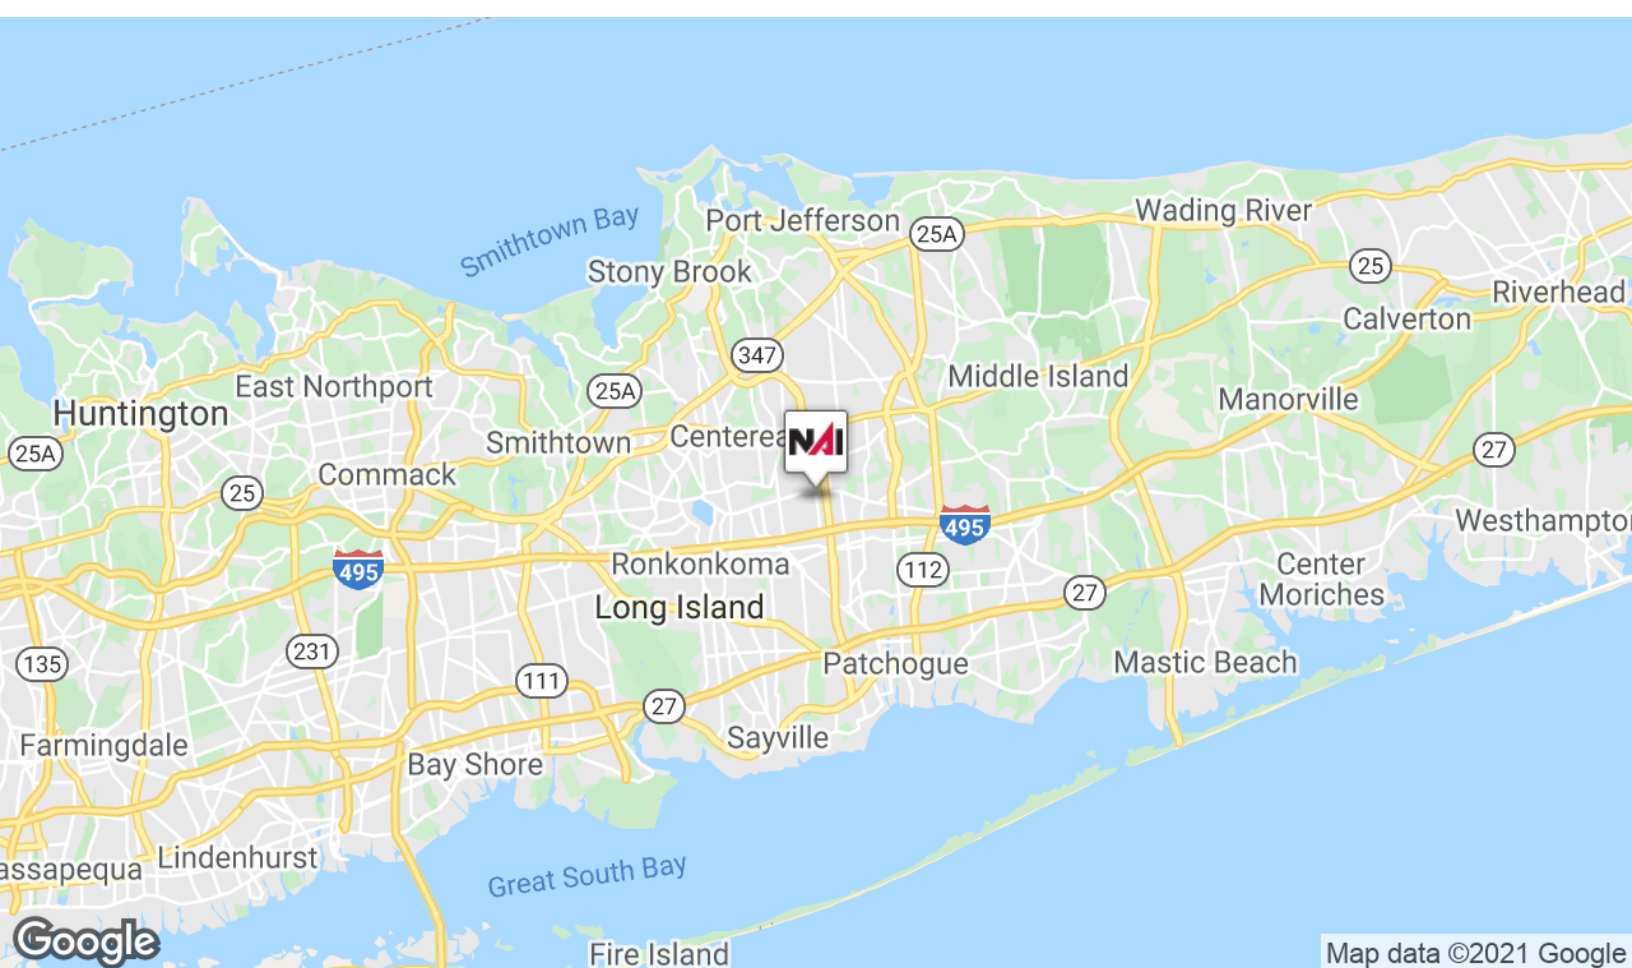 Smithtown Bay
Port Jefferson
25A
Wading River
Stony Brook
25
Riverhead
Calverton
347
25A
East Northport
Middle Island
Manorville
Huntington
25A
Smithtown
Centerea
NAI
27
Commack
25
495
Westhampto
495
Ronkonkoma
112
Center
Moriches
27
Long Island
231
135
111
Patchogue
Mastic Beach
27
Sayville
Farmingdale
Bay Shore
Lindenhurst
assapequa
Great South Bay
Google
Fire Island
Map data ©2021 Google